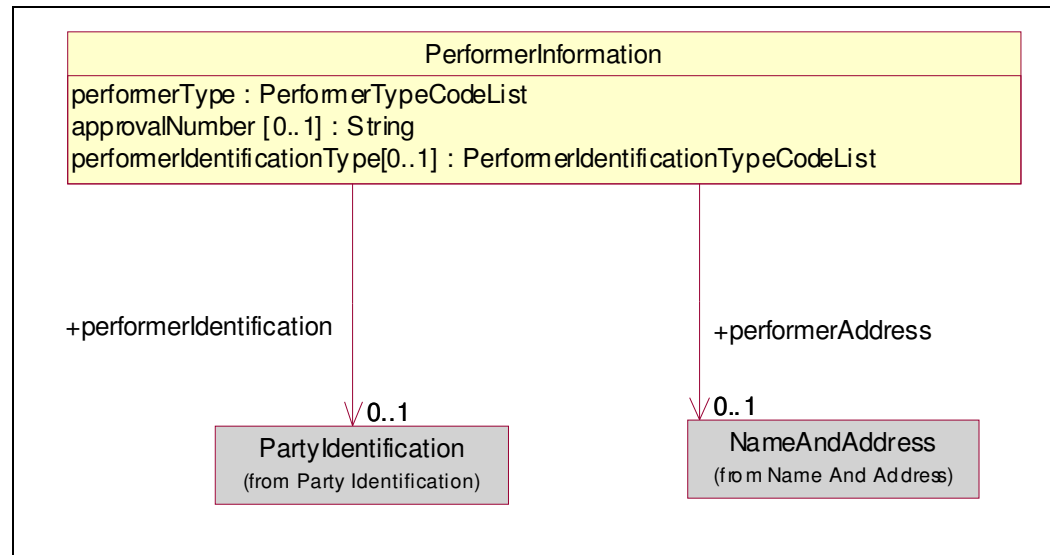 PerformerInformation
performerType : PerformerTypeCodeList
approvalNumber [0..1] : String
performerIdentificationType[0..1] : PerformerIdentificationTypeCodeList
+performerIdentification
+performerAddress
0..1
0..1
PartyIdentification
(from Party Identification)
NameAndAddress
(from Name And Address)